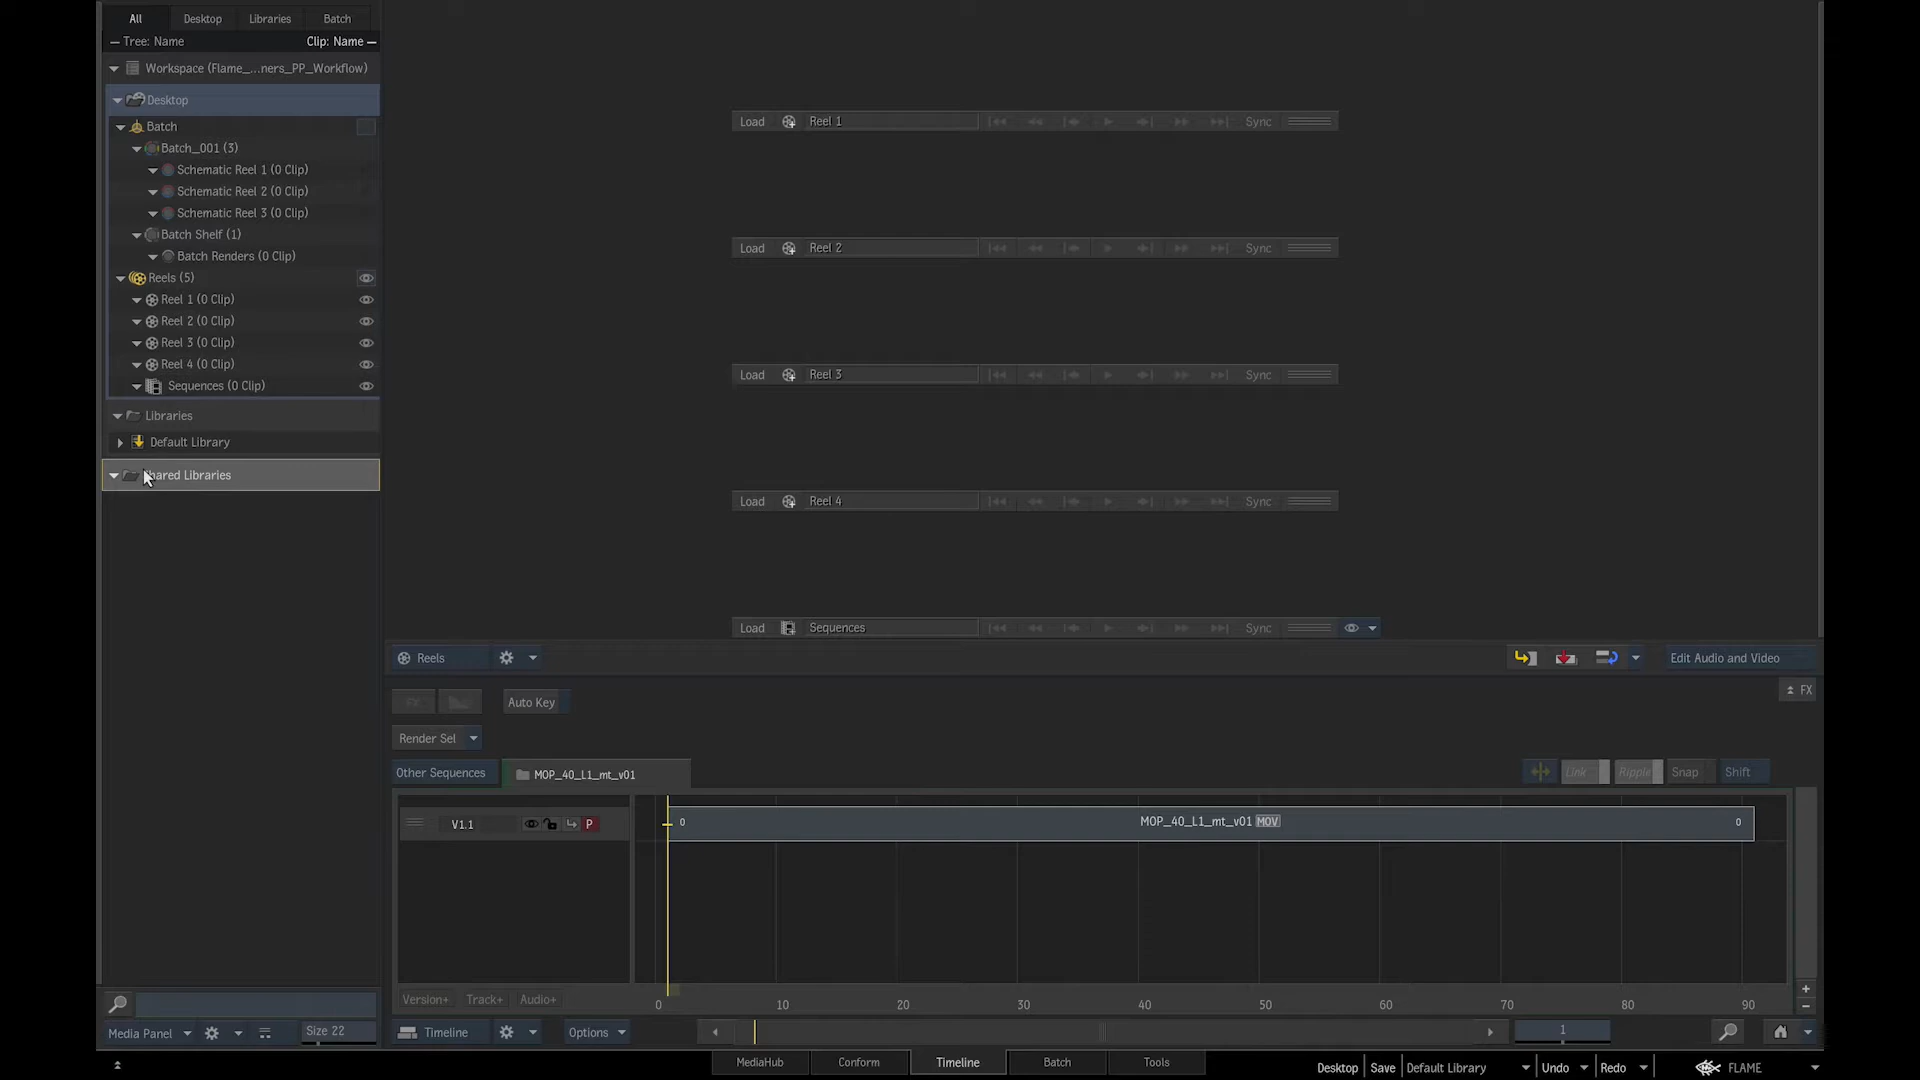 All Desktop Libraries Batch
Tree: Name Clip: Name
Workspace (Flame_...ners_PP_Workflow)
Desktop
Batch
Batch_001 (3)
Schematic Reel 1 (0 Clip)
Schematic Reel 2 (0 Clip)
Schematic Reel 3 (0 Clip)
Batch Shelf (1)
Batch Renders (0 Clip)
Reels (5)
Reel 1 (0 Clip)
Reel 2 (0 Clip)
Reel 3 (0 Clip)
Reel 4 (0 Clip)
Sequences (0 Clip)
Libraries
Default Library
hared Libraries
Load Reel 1 Sync
Load Reel 2 Sync
Load Reel 3 Sync
Load Reel 4 Sync
Load Sequences Sync
Reels Edit Audio and Video
FX
FX Auto Key
Render Sel
Other Sequences MOP_40_L1_mt_v01 Link Ripple Snap Shift
V1.1 P 0 MOP_40_L1_mt_v01 MOV 0
Version+ Track+ Audio+ 0 10 20 30 40 50 60 70 80 90
Media Panel Size 22 Timeline Options 1
MediaHub Conform Timeline Batch Tools
Desktop Save Default Library Undo Redo FLAME